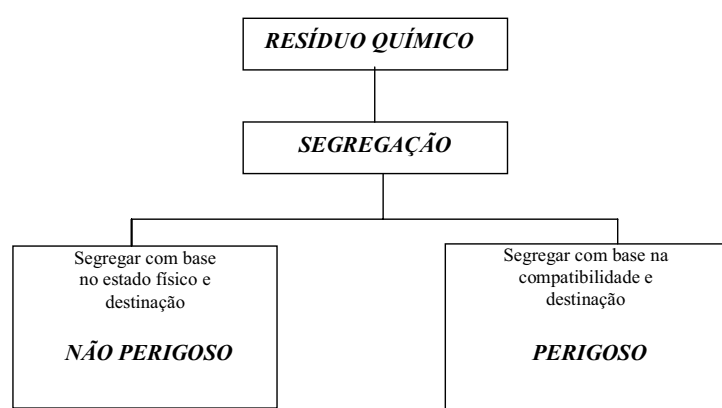 RESÍDUO QUÍMICO
SEGREGAÇÃO
Segregar com base
no estado físico e
destinação
NÃO PERIGOSO
Segregar com base na
compatibilidade e
destinação
PERIGOSO